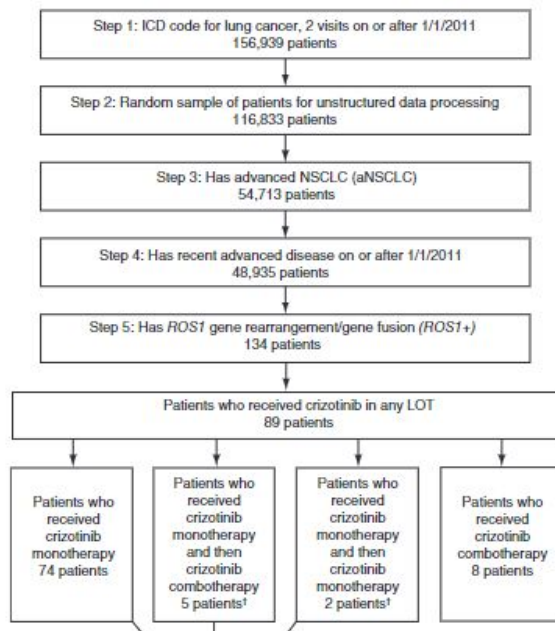 Step 1: ICD code for lung cancer, 2 visits on or after 1/1/2011
156,939 patients
Step 2: Random sample of patients for unstructured data processing
116,833 patients
Step 3: Has advanced NSCLC (aNSCLC)
54,713 patients
Step 4: Has recent advanced disease on or after 1/1/2011
48,935 patients
Step 5: Has ROS1 gene rearrangement/gene fusion (ROS1+)
134 patients
Patients who received crizotinib in any LOT
89 patients
Patients who
received
crizotinib
monotherapy
74 patients
Patients who
received
crizotinib
monotherapy
and then
crizotinib
combotherapy
5 patients†
Patients who
received
crizotinib
monotherapy
and then
crizotinib
monotherapy
2 patients†
Patients who
received
crizotinib
combotherapy
8 patients